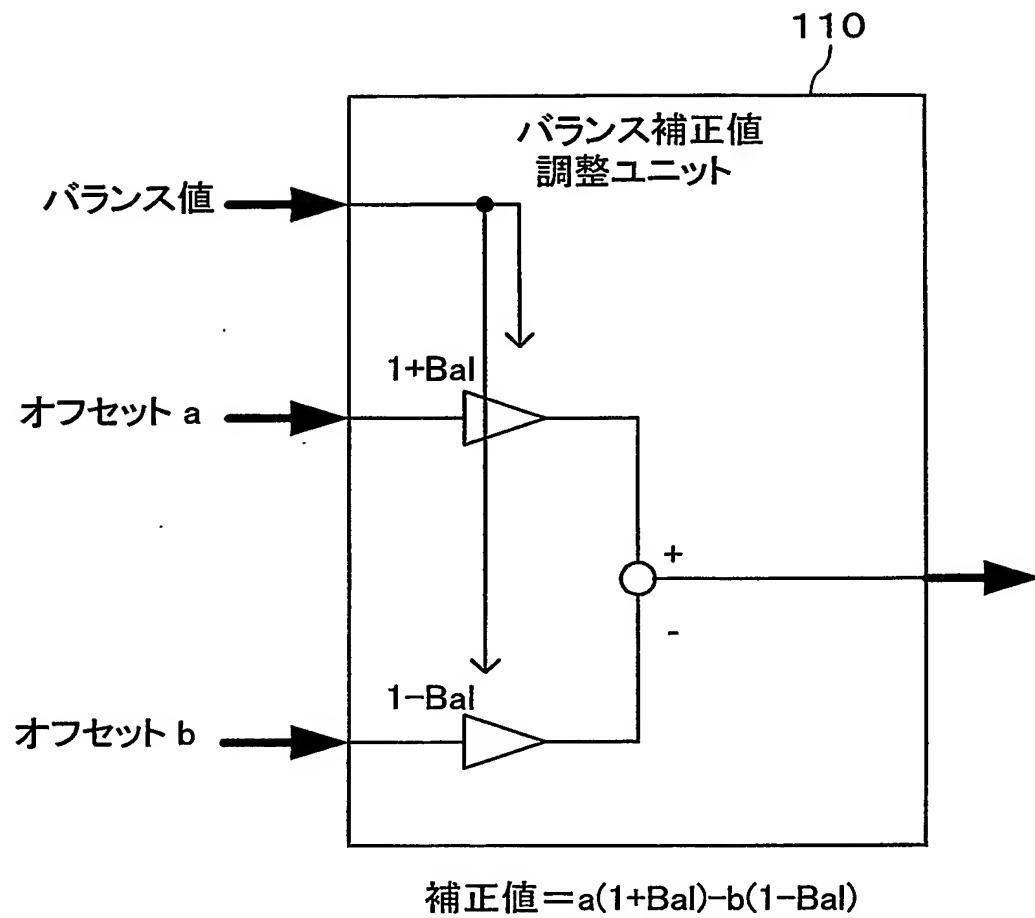 110
バランス補正値
調整ユニット
バランス値
1+Bal
オフセット a
+
-
1-Bal
オフセット b
補正値=a(1+Bal)-b(1-Bal)